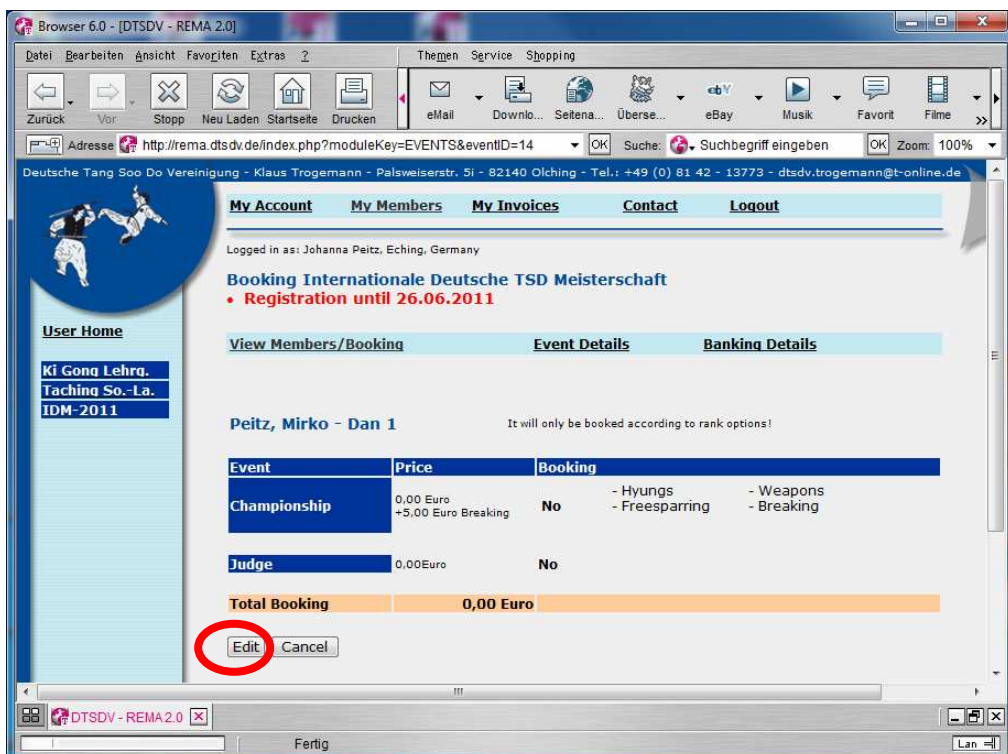 Browser 6.0 - [DTSDV - REMA 2.0]
Datei Bearbeiten Ansicht Favoriten Extras ? Themen Service Shopping
Zurück Vor Stopp Neu Laden Startseite Drucken eMail Downlo... Seitena... Überse... eBay Musik Favorit Filme
Adresse http://rema.dtsdv.de/index.php?moduleKey=EVENTS&eventID=14 OK Suche: Suchbegriff eingeben OK Zoom: 100%
Deutsche Tang Soo Do Vereinigung - Klaus Trogemann - Palsweiserstr. 5i - 82140 Olching - Tel.: +49 (0) 81 42 - 13773 - dtsdv.trogemann@t-online.de
My Account My Members My Invoices Contact Logout
Logged in as: Johanna Peitz, Eching, Germany
Booking Internationale Deutsche TSD Meisterschaft
• Registration until 26.06.2011
User Home
View Members/Booking Event Details Banking Details
Ki Gong Lehrg.
Taching So.-La.
IDM-2011
Peitz, Mirko - Dan 1 It will only be booked according to rank options!
Event Price Booking
Championship 0,00 Euro +5,00 Euro Breaking No - Hyungs - Weapons
- Freesparring - Breaking
Judge 0,00Euro No
Total Booking 0,00 Euro
Edit Cancel
DTSDV - REMA 2.0
Fertig Lan